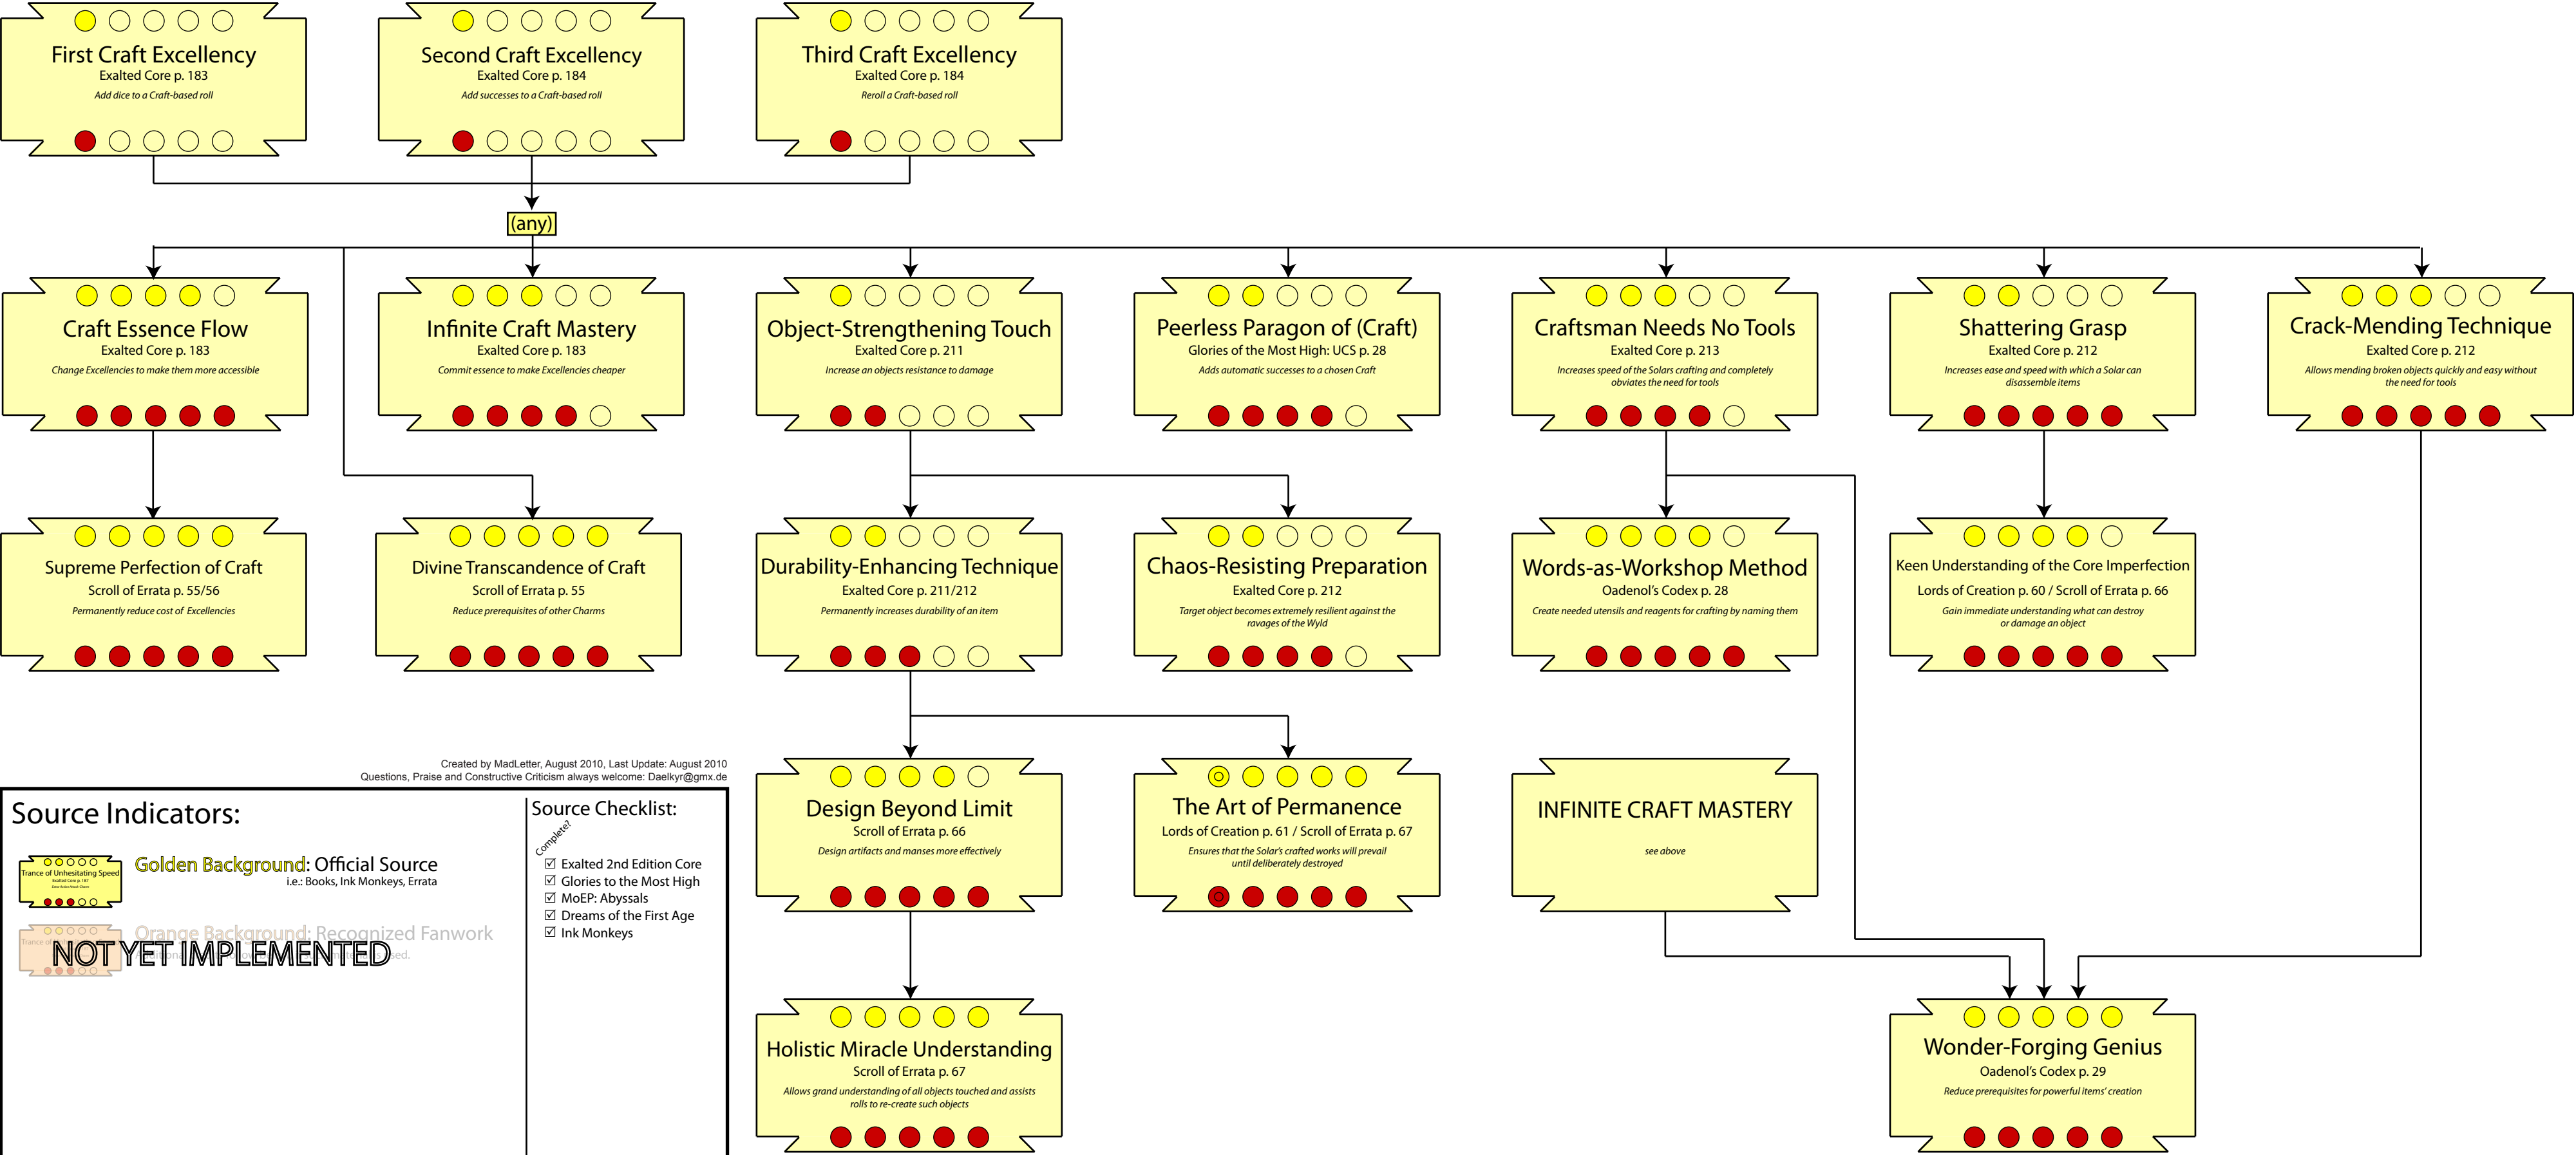 First Craft Excellency
Exalted Core p. 183
Add dice to a Craft-based roll
Second Craft Excellency
Exalted Core p. 184
Add successes to a Craft-based roll
Third Craft Excellency
Exalted Core p. 184
Reroll a Craft-based roll
(any)
Craft Essence Flow
Exalted Core p. 183
Change Excellencies to make them more accessible
Infinite Craft Mastery
Exalted Core p. 183
Commit essence to make Excellencies cheaper
Object-Strengthening Touch
Exalted Core p. 211
Increase an objects resistance to damage
Peerless Paragon of (Craft)
Glories of the Most High: UCS p. 28
Adds automatic successes to a chosen Craft
Craftsman Needs No Tools
Exalted Core p. 213
Increases speed of the Solars crafting and completely
obviates the need for tools
Shattering Grasp
Exalted Core p. 212
Increases ease and speed with which a Solar can
disassemble items
Crack-Mending Technique
Exalted Core p. 212
Allows mending broken objects quickly and easy without
the need for tools
Supreme Perfection of Craft
Scroll of Errata p. 55/56
Permanently reduce cost of Excellencies
Divine Transcandence of Craft
Scroll of Errata p. 55
Reduce prerequisites of other Charms
Durability-Enhancing Technique
Exalted Core p. 211/212
Permanently increases durability of an item
Chaos-Resisting Preparation
Exalted Core p. 212
Target object becomes extremely resilient against the
ravages of the Wyld
Words-as-Workshop Method
Oadenol's Codex p. 28
Create needed utensils and reagents for crafting by naming them
Keen Understanding of the Core Imperfection
Lords of Creation p. 60 / Scroll of Errata p. 66
Gain immediate understanding what can destroy
or damage an object
Design Beyond Limit
Scroll of Errata p. 66
Design artifacts and manses more effectively
The Art of Permanence
Lords of Creation p. 61 / Scroll of Errata p. 67
Ensures that the Solar's crafted works will prevail
until deliberately destroyed
INFINITE CRAFT MASTERY
see above
Holistic Miracle Understanding
Scroll of Errata p. 67
Allows grand understanding of all objects touched and assists
rolls to re-create such objects
Wonder-Forging Genius
Oadenol's Codex p. 29
Reduce prerequisites for powerful items' creation
Created by MadLetter, August 2010, Last Update: August 2010
Questions, Praise and Constructive Criticism always welcome: Daelkyr@gmx.de
Source Indicators:
Trance of Unhesitating Speed
Exalted Core p. 187
Golden Background: Official Source
i.e.: Books, Ink Monkeys, Errata
Orange Background: Recognized Fanwork
NOT YET IMPLEMENTED
Source Checklist:
Complete?
Exalted 2nd Edition Core
Glories to the Most High
MoEP: Abyssals
Dreams of the First Age
Ink Monkeys